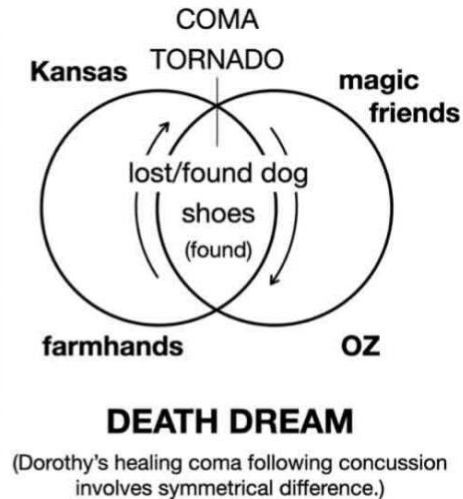 COMA
TORNADO
Kansas
magic
friends
lost/found dog
shoes
(found)
farmhands
OZ
DEATH DREAM
(Dorothy's healing coma following concussion
involves symmetrical difference.)